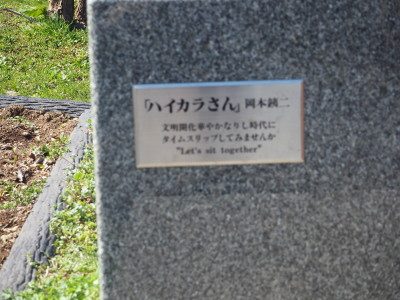 「ハイカラさん」岡本銕二
文明開化華やかなりし時代に
タイムスリップしてみませんか
"Let's sit together"